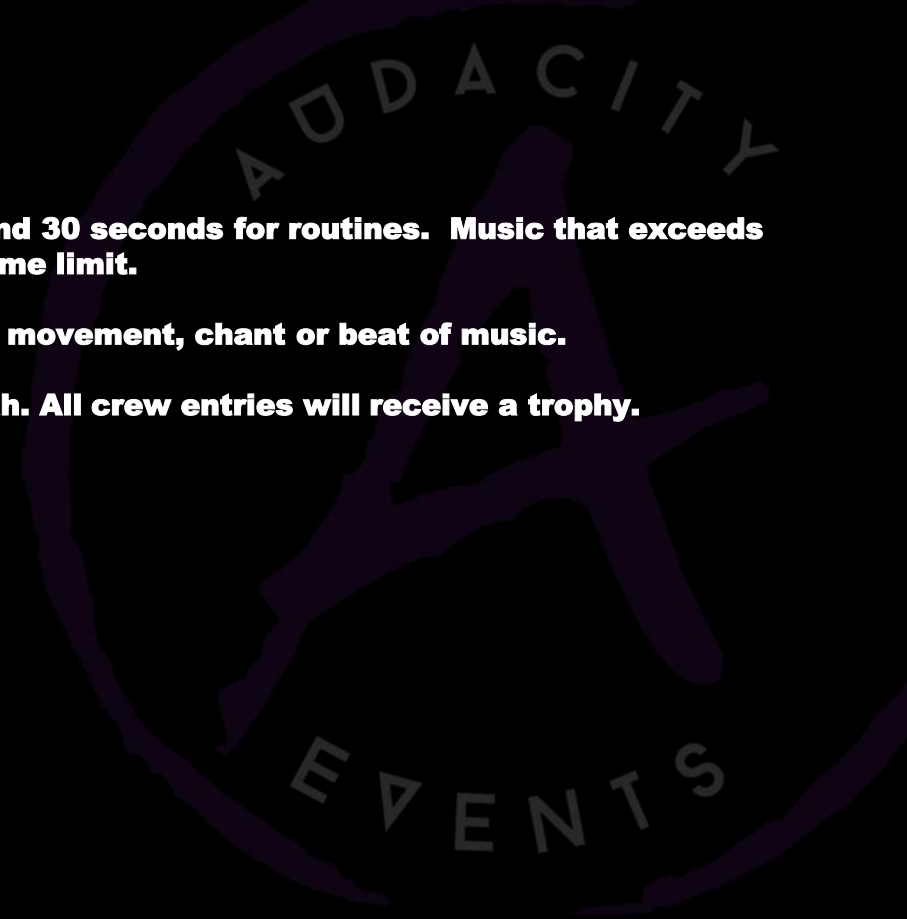 AUDACITY
nd 30 seconds for routines.  Music that exceeds
me limit.
movement, chant or beat of music.
h. All crew entries will receive a trophy.
EVENTS